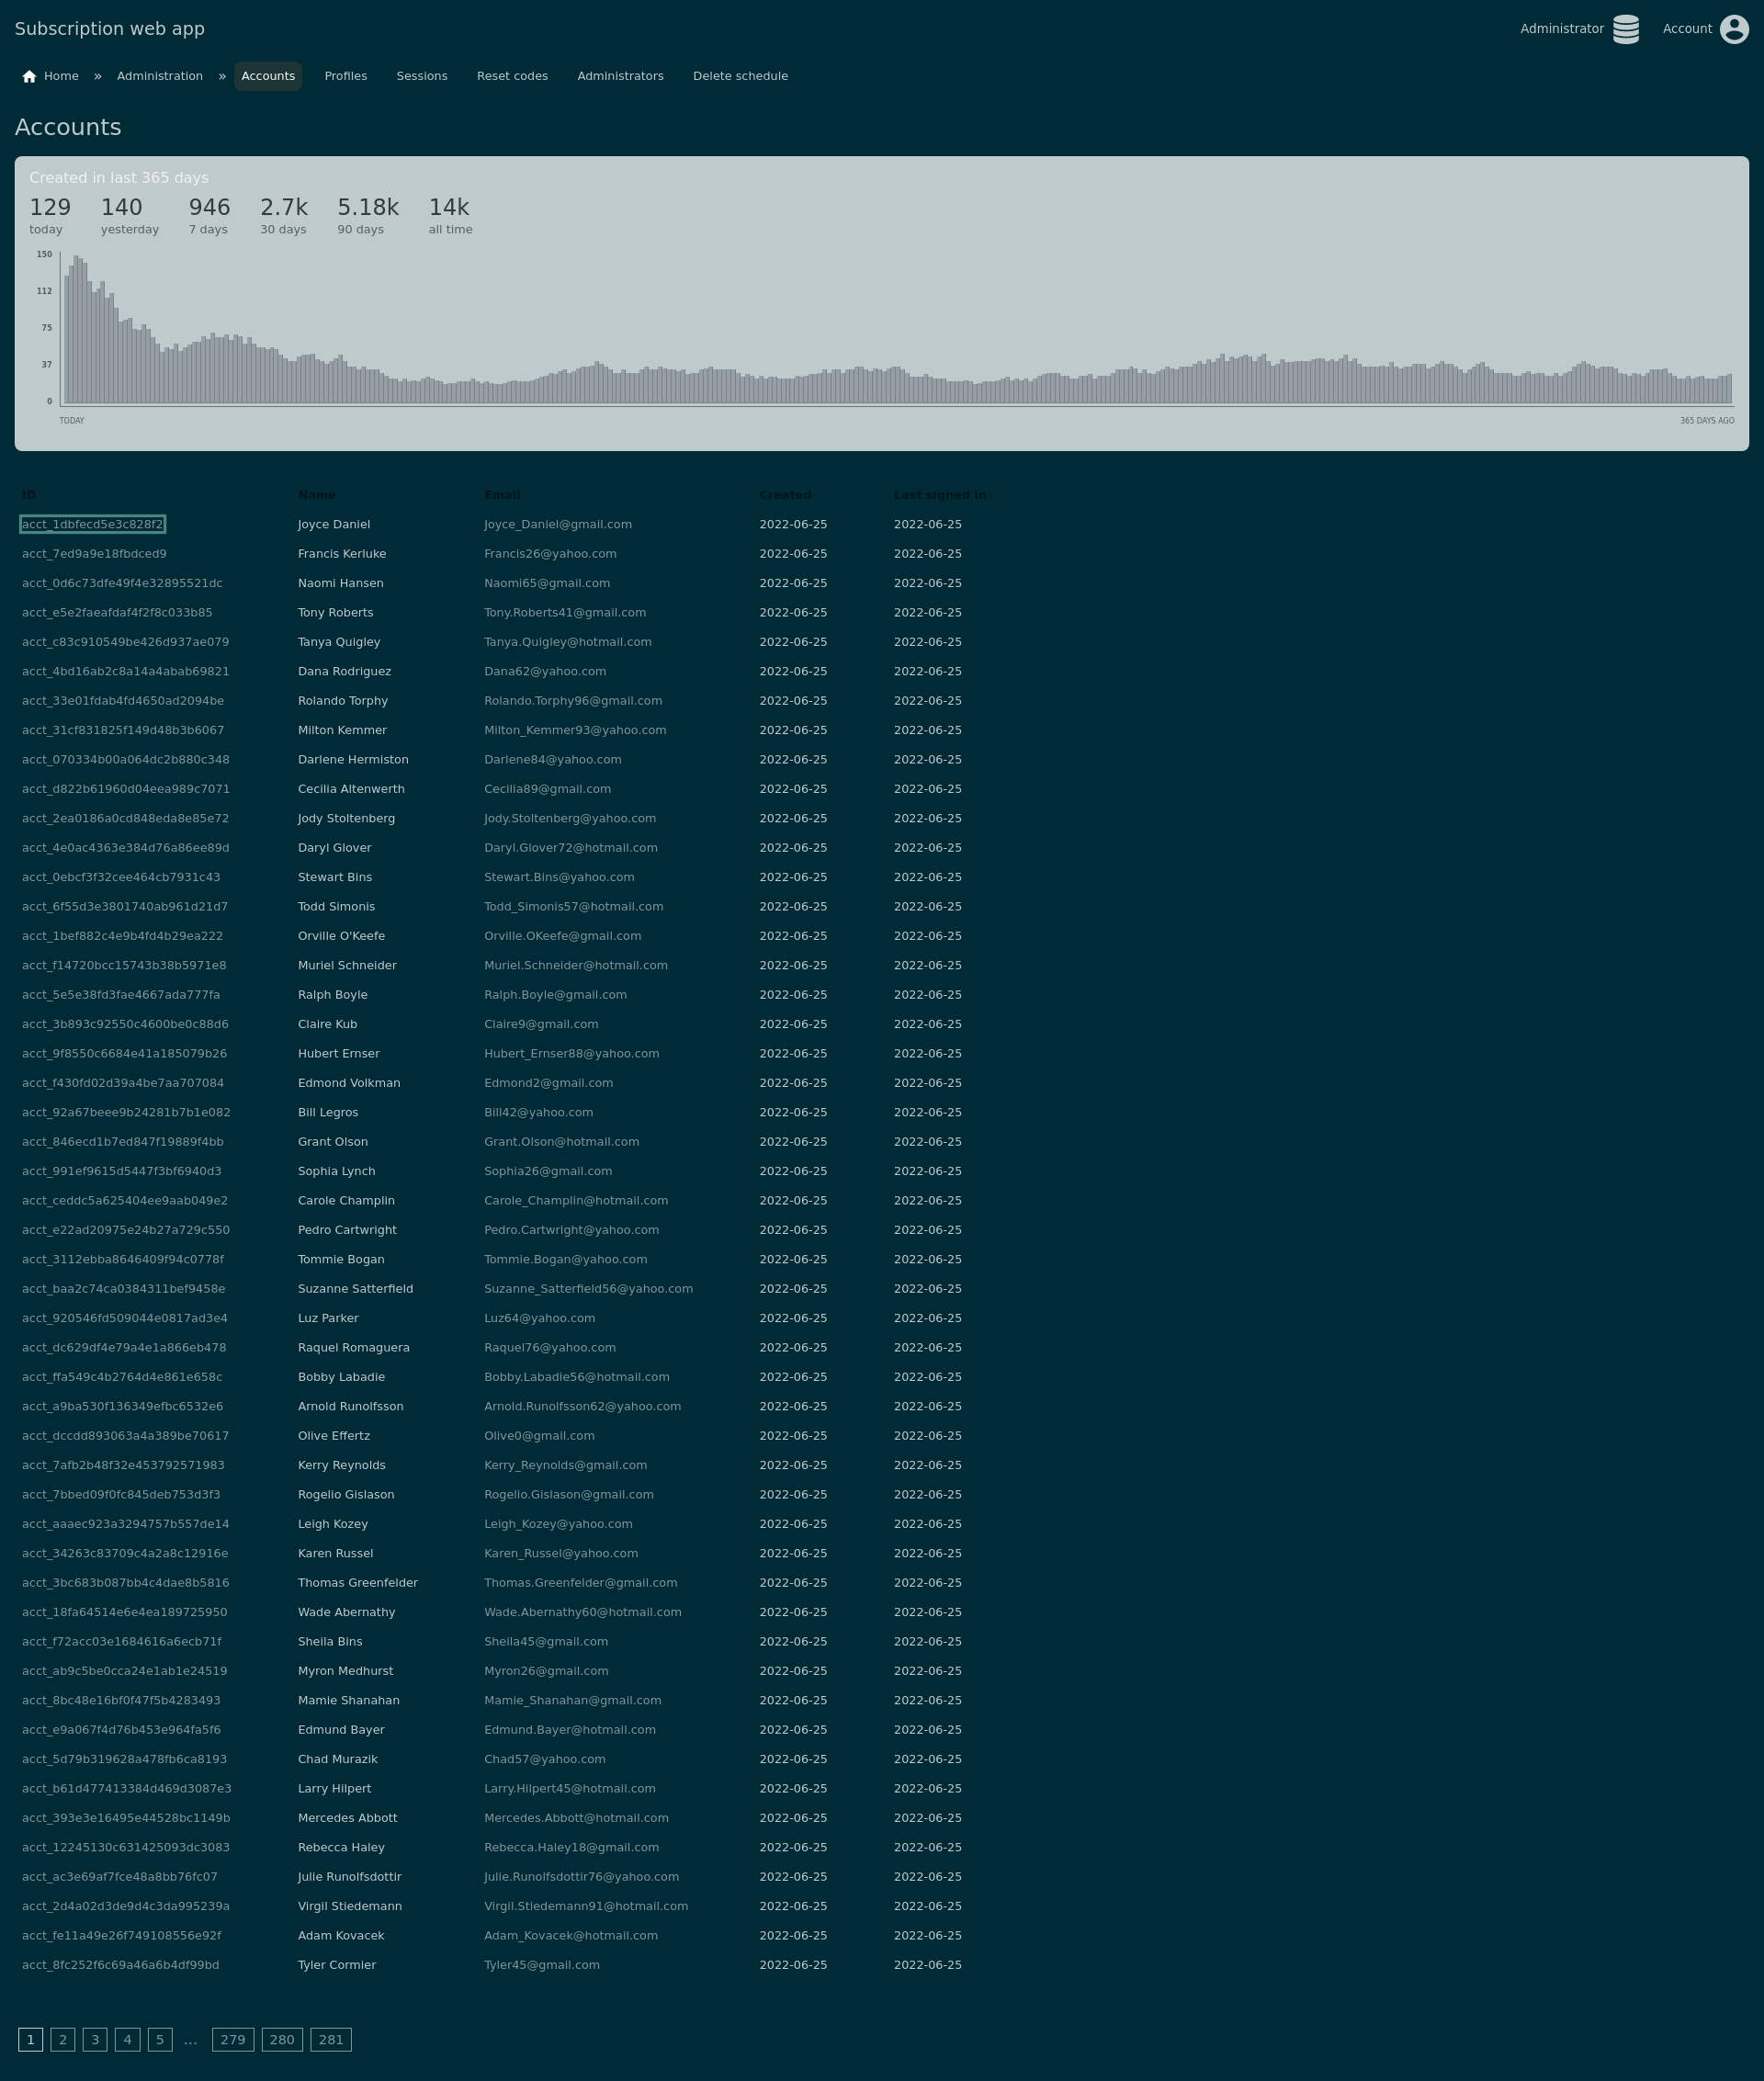 Subscription web app
Administrator Account
Home » Administration » Accounts Profiles Sessions Reset codes Administrators Delete schedule
Accounts
Created in last 365 days
129 140 946 2.7k 5.18k 14k
today yesterday 7 days 30 days 90 days all time
150
112
75
37
0
TODAY 365 DAYS AGO
ID Name Email Created Last signed in
acct_1dbfecd5e3c828f2 Joyce Daniel Joyce_Daniel@gmail.com 2022-06-25 2022-06-25
acct_7ed9a9e18fbdced9 Francis Kerluke Francis26@yahoo.com 2022-06-25 2022-06-25
acct_0d6c73dfe49f4e32895521dc Naomi Hansen Naomi65@gmail.com 2022-06-25 2022-06-25
acct_e5e2faeafdaf4f2f8c033b85 Tony Roberts Tony.Roberts41@gmail.com 2022-06-25 2022-06-25
acct_c83c910549be426d937ae079 Tanya Quigley Tanya.Quigley@hotmail.com 2022-06-25 2022-06-25
acct_4bd16ab2c8a14a4abab69821 Dana Rodriguez Dana62@yahoo.com 2022-06-25 2022-06-25
acct_33e01fdab4fd4650ad2094be Rolando Torphy Rolando.Torphy96@gmail.com 2022-06-25 2022-06-25
acct_31cf831825f149d48b3b6067 Milton Kemmer Milton_Kemmer93@yahoo.com 2022-06-25 2022-06-25
acct_070334b00a064dc2b880c348 Darlene Hermiston Darlene84@yahoo.com 2022-06-25 2022-06-25
acct_d822b61960d04eea989c7071 Cecilia Altenwerth Cecilia89@gmail.com 2022-06-25 2022-06-25
acct_2ea0186a0cd848eda8e85e72 Jody Stoltenberg Jody.Stoltenberg@yahoo.com 2022-06-25 2022-06-25
acct_4e0ac4363e384d76a86ee89d Daryl Glover Daryl.Glover72@hotmail.com 2022-06-25 2022-06-25
acct_0ebcf3f32cee464cb7931c43 Stewart Bins Stewart.Bins@yahoo.com 2022-06-25 2022-06-25
acct_6f55d3e3801740ab961d21d7 Todd Simonis Todd_Simonis57@hotmail.com 2022-06-25 2022-06-25
acct_1bef882c4e9b4fd4b29ea222 Orville O'Keefe Orville.OKeefe@gmail.com 2022-06-25 2022-06-25
acct_f14720bcc15743b38b5971e8 Muriel Schneider Muriel.Schneider@hotmail.com 2022-06-25 2022-06-25
acct_5e5e38fd3fae4667ada777fa Ralph Boyle Ralph.Boyle@gmail.com 2022-06-25 2022-06-25
acct_3b893c92550c4600be0c88d6 Claire Kub Claire9@gmail.com 2022-06-25 2022-06-25
acct_9f8550c6684e41a185079b26 Hubert Ernser Hubert_Ernser88@yahoo.com 2022-06-25 2022-06-25
acct_f430fd02d39a4be7aa707084 Edmond Volkman Edmond2@gmail.com 2022-06-25 2022-06-25
acct_92a67beee9b24281b7b1e082 Bill Legros Bill42@yahoo.com 2022-06-25 2022-06-25
acct_846ecd1b7ed847f19889f4bb Grant Olson Grant.Olson@hotmail.com 2022-06-25 2022-06-25
acct_991ef9615d5447f3bf6940d3 Sophia Lynch Sophia26@gmail.com 2022-06-25 2022-06-25
acct_ceddc5a625404ee9aab049e2 Carole Champlin Carole_Champlin@hotmail.com 2022-06-25 2022-06-25
acct_e22ad20975e24b27a729c550 Pedro Cartwright Pedro.Cartwright@yahoo.com 2022-06-25 2022-06-25
acct_3112ebba8646409f94c0778f Tommie Bogan Tommie.Bogan@yahoo.com 2022-06-25 2022-06-25
acct_baa2c74ca0384311bef9458e Suzanne Satterfield Suzanne_Satterfield56@yahoo.com 2022-06-25 2022-06-25
acct_920546fd509044e0817ad3e4 Luz Parker Luz64@yahoo.com 2022-06-25 2022-06-25
acct_dc629df4e79a4e1a866eb478 Raquel Romaguera Raquel76@yahoo.com 2022-06-25 2022-06-25
acct_ffa549c4b2764d4e861e658c Bobby Labadie Bobby.Labadie56@hotmail.com 2022-06-25 2022-06-25
acct_a9ba530f136349efbc6532e6 Arnold Runolfsson Arnold.Runolfsson62@yahoo.com 2022-06-25 2022-06-25
acct_dccdd893063a4a389be70617 Olive Effertz Olive0@gmail.com 2022-06-25 2022-06-25
acct_7afb2b48f32e453792571983 Kerry Reynolds Kerry_Reynolds@gmail.com 2022-06-25 2022-06-25
acct_7bbed09f0fc845deb753d3f3 Rogelio Gislason Rogelio.Gislason@gmail.com 2022-06-25 2022-06-25
acct_aaaec923a3294757b557de14 Leigh Kozey Leigh_Kozey@yahoo.com 2022-06-25 2022-06-25
acct_34263c83709c4a2a8c12916e Karen Russel Karen_Russel@yahoo.com 2022-06-25 2022-06-25
acct_3bc683b087bb4c4dae8b5816 Thomas Greenfelder Thomas.Greenfelder@gmail.com 2022-06-25 2022-06-25
acct_18fa64514e6e4ea189725950 Wade Abernathy Wade.Abernathy60@hotmail.com 2022-06-25 2022-06-25
acct_f72acc03e1684616a6ecb71f Sheila Bins Sheila45@gmail.com 2022-06-25 2022-06-25
acct_ab9c5be0cca24e1ab1e24519 Myron Medhurst Myron26@gmail.com 2022-06-25 2022-06-25
acct_8bc48e16bf0f47f5b4283493 Mamie Shanahan Mamie_Shanahan@gmail.com 2022-06-25 2022-06-25
acct_e9a067f4d76b453e964fa5f6 Edmund Bayer Edmund.Bayer@hotmail.com 2022-06-25 2022-06-25
acct_5d79b319628a478fb6ca8193 Chad Murazik Chad57@yahoo.com 2022-06-25 2022-06-25
acct_b61d477413384d469d3087e3 Larry Hilpert Larry.Hilpert45@hotmail.com 2022-06-25 2022-06-25
acct_393e3e16495e44528bc1149b Mercedes Abbott Mercedes.Abbott@hotmail.com 2022-06-25 2022-06-25
acct_12245130c631425093dc3083 Rebecca Haley Rebecca.Haley18@gmail.com 2022-06-25 2022-06-25
acct_ac3e69af7fce48a8bb76fc07 Julie Runolfsdottir Julie.Runolfsdottir76@yahoo.com 2022-06-25 2022-06-25
acct_2d4a02d3de9d4c3da995239a Virgil Stiedemann Virgil.Stiedemann91@hotmail.com 2022-06-25 2022-06-25
acct_fe11a49e26f749108556e92f Adam Kovacek Adam_Kovacek@hotmail.com 2022-06-25 2022-06-25
acct_8fc252f6c69a46a6b4df99bd Tyler Cormier Tyler45@gmail.com 2022-06-25 2022-06-25
1 2 3 4 5 … 279 280 281